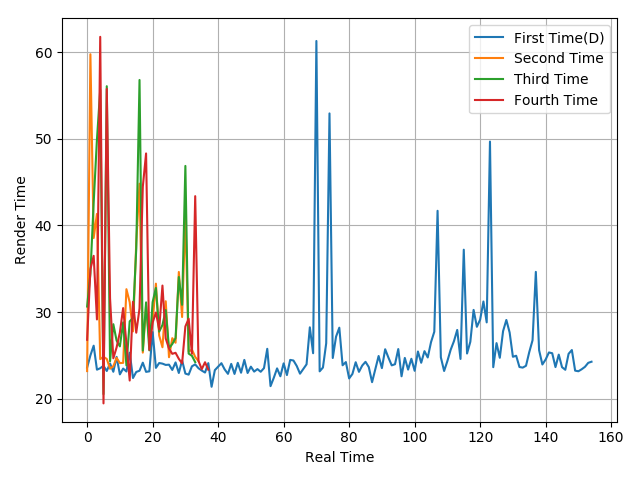 60
50
40
30
20
Render Time
0
20
40
60
80
100
120
140
160
Real Time
First Time(D)
Second Time
Third Time
Fourth Time